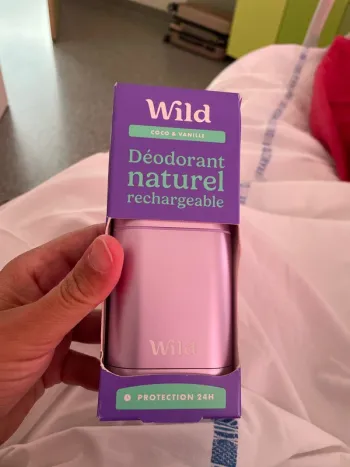 Wild
COCO & VANILLE
Déodorant
naturel
rechargeable
Wild
PROTECTION 24H